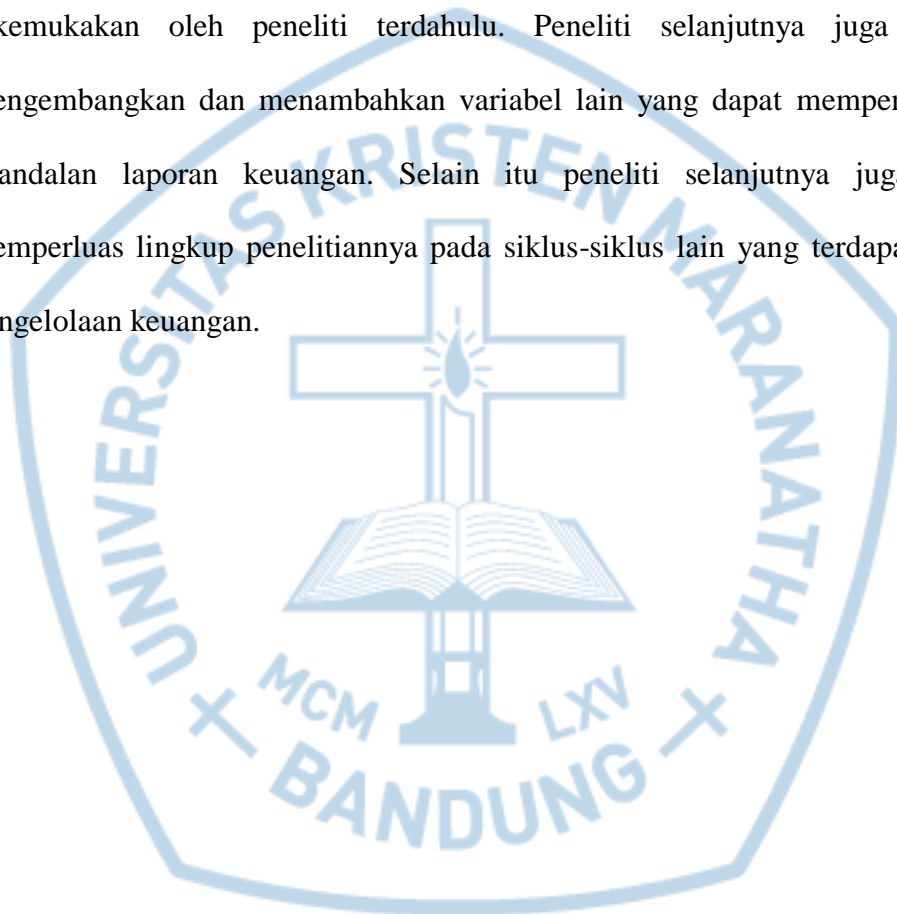 kemukakan oleh peneliti terdahulu. Peneliti selanjutnya juga
engembangkan dan menambahkan variabel lain yang dapat memper
andalan laporan keuangan. Selain itu peneliti selanjutnya juga
emperluas lingkup penelitiannya pada siklus-siklus lain yang terdapa
ngelolaan keuangan.
UNIVERSITAS KRISTEN MARANATHA
MCM LXV
BANDUNG